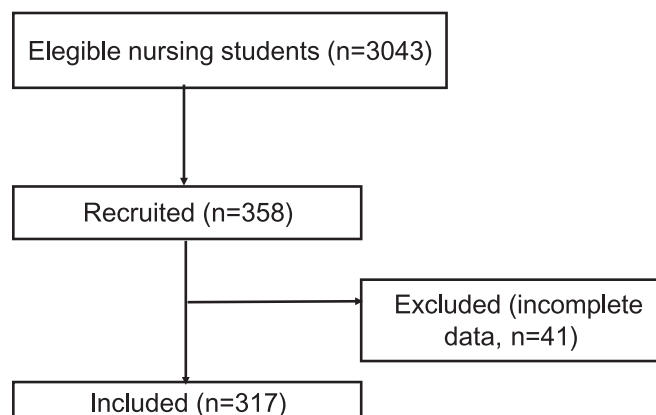 Elegible nursing students (n=3043)
Recruited (n=358)
Excluded (incomplete
data, n=41)
Included (n=317)